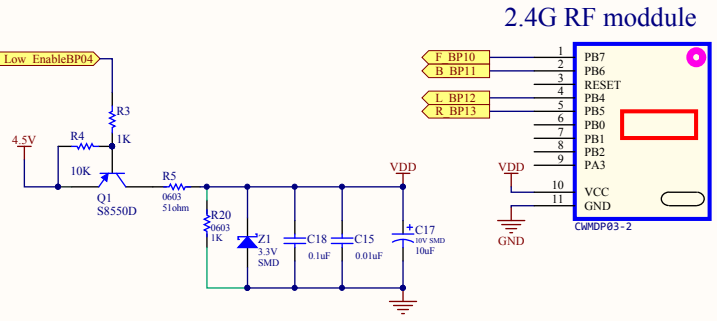 2.4G RF moddule
Low_EnableBP04
R3
1K
4.5V
R4
10K
Q1
S8550D
R5
0603
51ohm
R20
0603
1K
Z1
3.3V
SMD
C18
0.1uF
C15
0.01uF
VDD
C17
10V SMD
10uF
F_BP10
B_BP11
L_BP12
R_BP13
1 PB7
2 PB6
3 RESET
4 PB4
5 PB5
6 PB0
7 PB1
8 PB2
9 PA3
VDD
10 VCC
11 GND
GND
CWMDP03-2